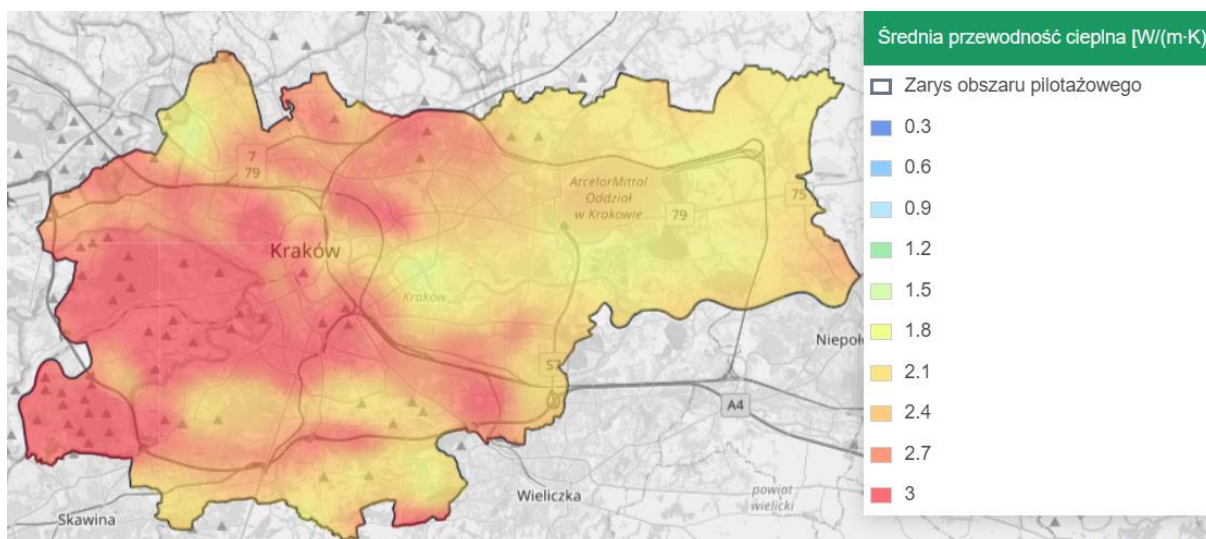 Średnia przewodność cieplna [W/(m·K)
Zarys obszaru pilotażowego
0.3
0.6
0.9
1.2
1.5
1.8
2.1
2.4
2.7
3
7
79
ArcelorMittal
Oddział
w Krakowie
79
75
Kraków
Kraków
Niepoło
S7
A4
Wieliczka
powiat
wielicki
Skawina